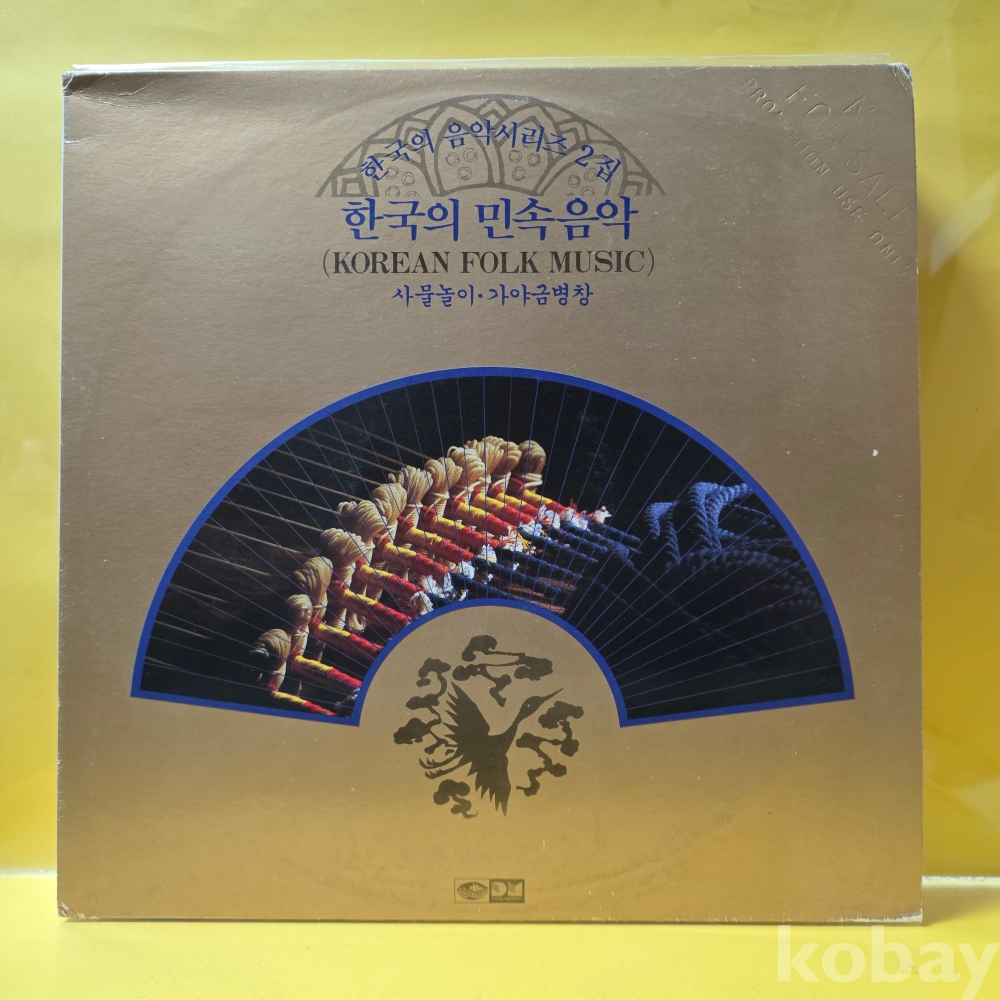 한국의 음악시리즈 2집
한국의 민속음악
(KOREAN FOLK MUSIC)
사물놀이·가야금병창
PROMOTION USE ONLY
kobay